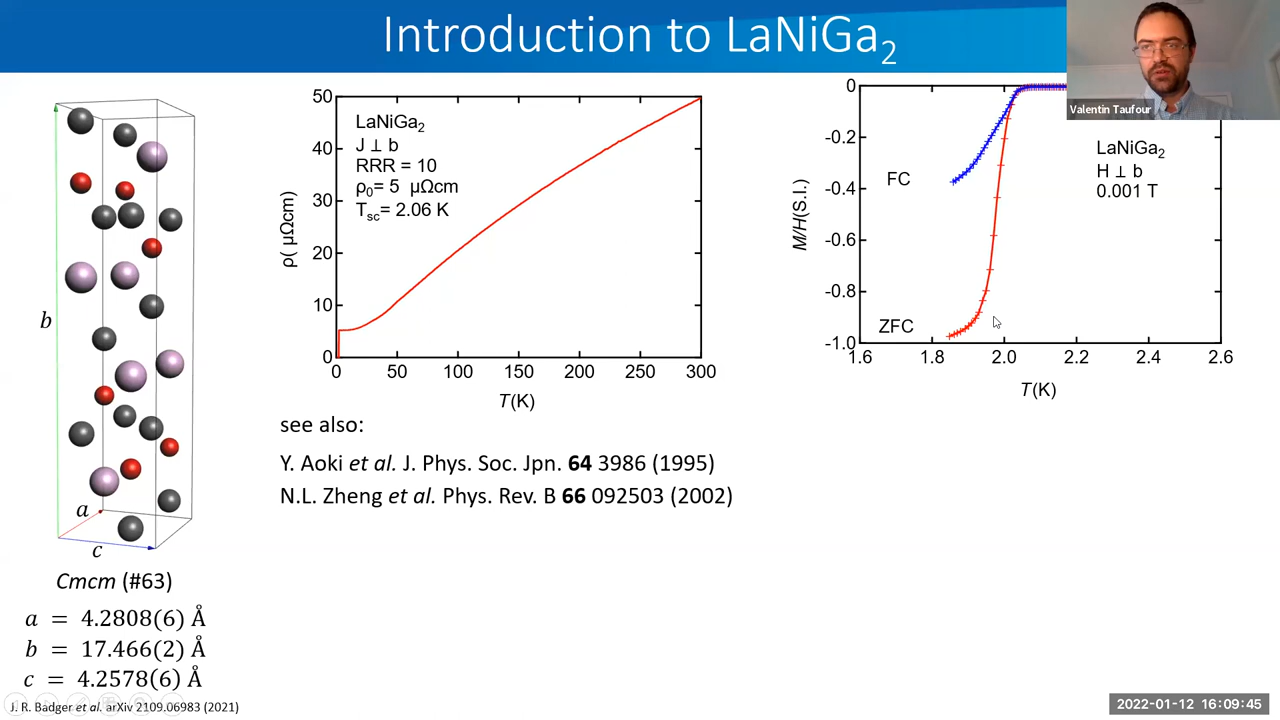 Introduction to LaNiGa₂
Valentin Taufour
b
a
c
Cmcm (#63)
a = 4.2808(6) Å
b = 17.466(2) Å
c = 4.2578(6) Å
J. R. Badger et al. arXiv 2109.06983 (2021)
50
40
30
20
10
0
ρ( μΩcm)
LaNiGa₂
J ⊥ b
RRR = 10
ρ₀= 5 μΩcm
Tsc= 2.06 K
0 50 100 150 200 250 300
T(K)
see also:
Y. Aoki et al. J. Phys. Soc. Jpn. 64 3986 (1995)
N.L. Zheng et al. Phys. Rev. B 66 092503 (2002)
0
-0.2
-0.4
-0.6
-0.8
-1.0
M/H(S.I.)
FC
ZFC
LaNiGa₂
H ⊥ b
0.001 T
1.6 1.8 2.0 2.2 2.4 2.6
T(K)
2022-01-12 16:09:45